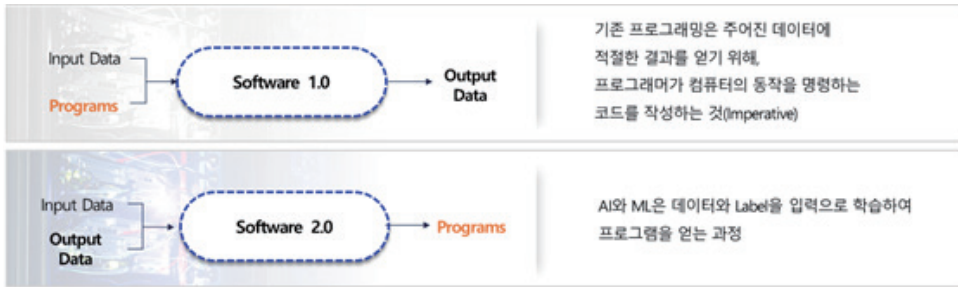 Input Data
Programs
Software 1.0
Output
Data
기존 프로그래밍은 주어진 데이터에
적절한 결과를 얻기 위해,
프로그래머가 컴퓨터의 동작을 명령하는
코드를 작성하는 것(Imperative)
Input Data
Output
Data
Software 2.0
Programs
AI와 ML은 데이터와 Label을 입력으로 학습하여
프로그램을 얻는 과정